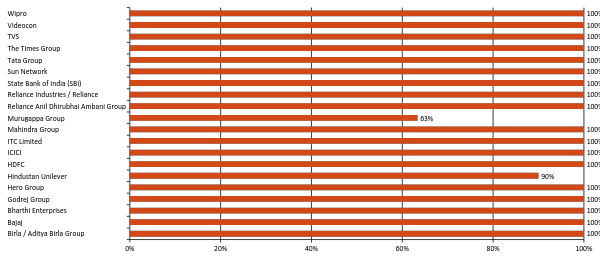 Wipro 100%
Videocon 100%
TVS 100%
The Times Group 100%
Tata Group 100%
Sun Network 100%
State Bank of India (SBI) 100%
Reliance Industries / Reliance 100%
Reliance Anil Dhirubhai Ambani Group 100%
Murugappa Group 63%
Mahindra Group 100%
ITC Limited 100%
ICICI 100%
HDFC 100%
Hindustan Unilever 90%
Hero Group 100%
Godrej Group 100%
Bharthi Enterprises 100%
Bajaj 100%
Birla / Aditya Birla Group 100%
0% 20% 40% 60% 80% 100%